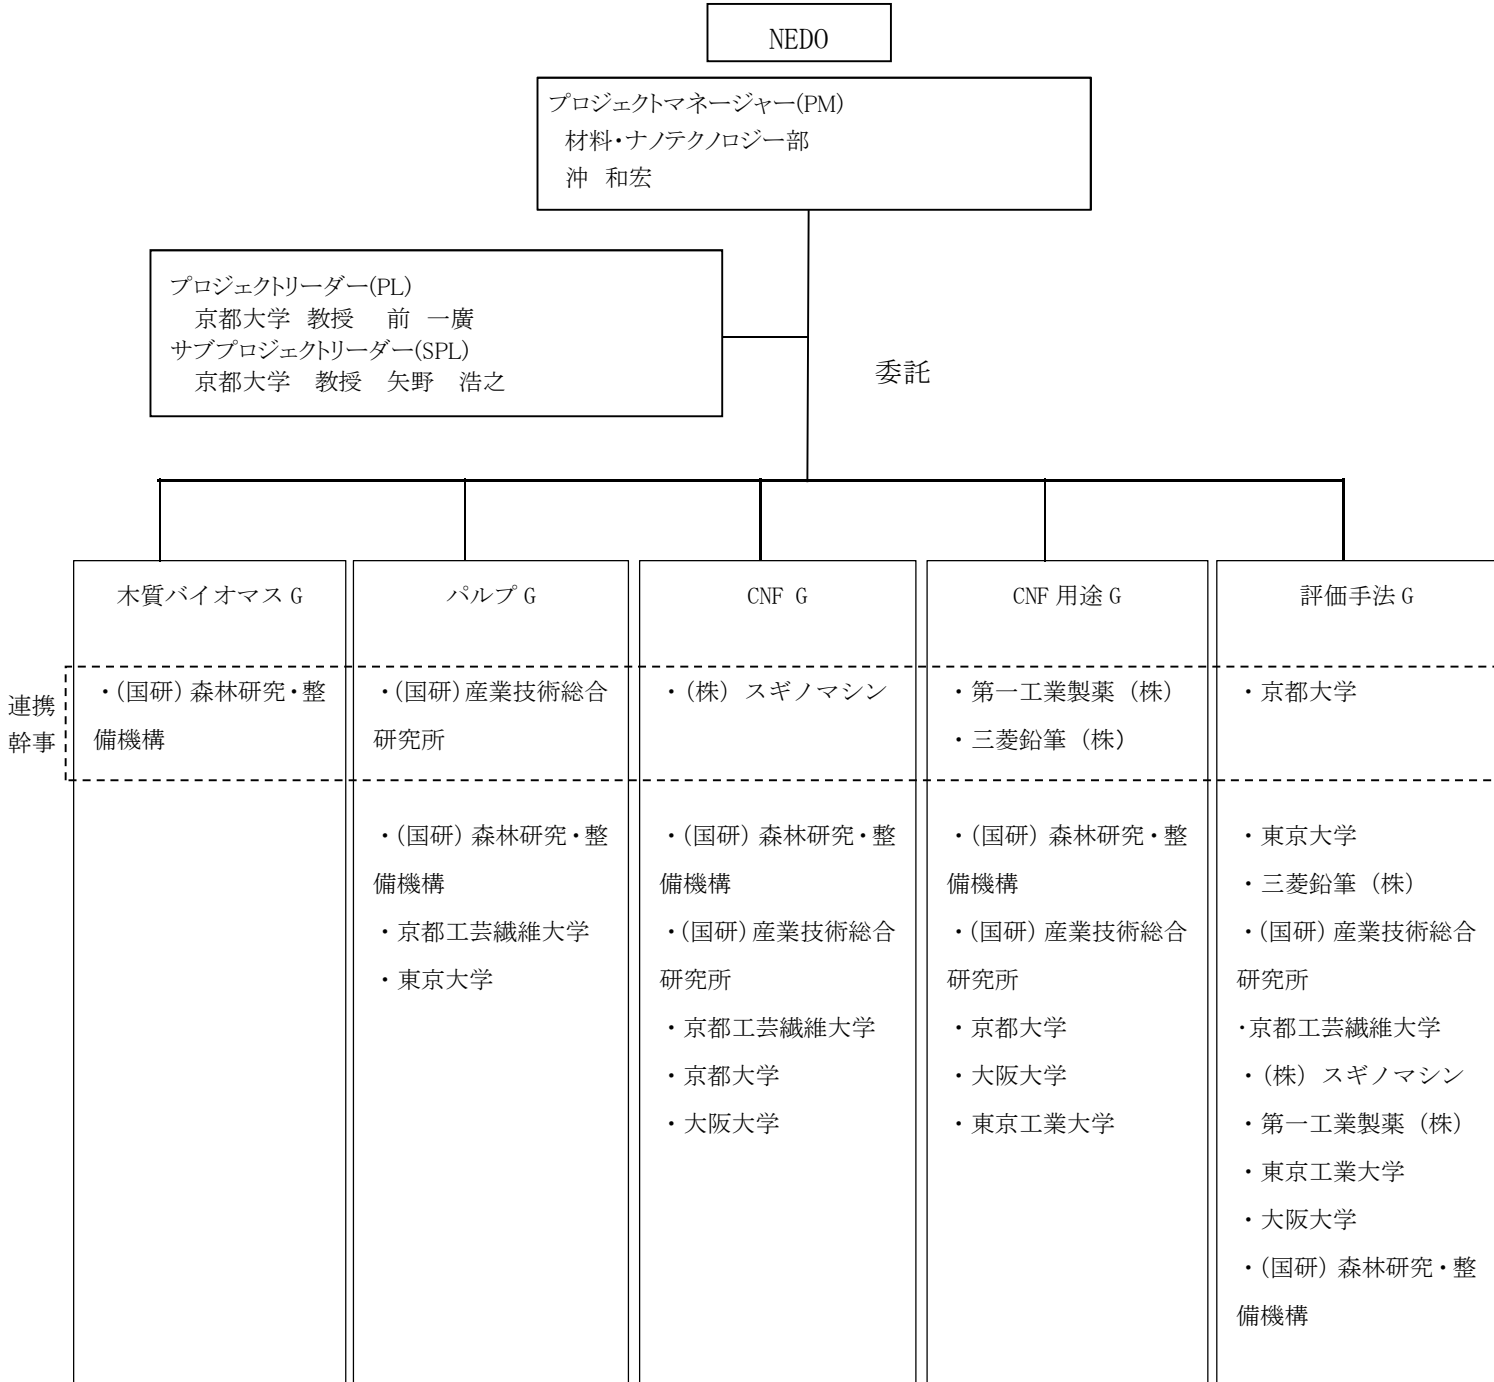 NEDO
プロジェクトマネージャー(PM)
材料・ナノテクノロジー部
沖 和宏
プロジェクトリーダー(PL)
京都大学 教授 前 一廣
サブプロジェクトリーダー(SPL)
京都大学 教授 矢野 浩之
委託
木質バイオマス G
連携
幹事
・(国研) 森林研究・整
備機構
パルプ G
・(国研) 産業技術総合
研究所
・(国研) 森林研究・整
備機構
・京都工芸繊維大学
・東京大学
CNF G
・(株) スギノマシン
・(国研) 森林研究・整
備機構
・(国研) 産業技術総合
研究所
・京都工芸繊維大学
・京都大学
・大阪大学
CNF 用途 G
・第一工業製薬 (株)
・三菱鉛筆 (株)
・(国研) 森林研究・整
備機構
・(国研) 産業技術総合
研究所
・京都大学
・大阪大学
・東京工業大学
評価手法 G
・京都大学
・東京大学
・三菱鉛筆 (株)
・(国研) 産業技術総合
研究所
・京都工芸繊維大学
・(株) スギノマシン
・第一工業製薬 (株)
・東京工業大学
・大阪大学
・(国研) 森林研究・整
備機構